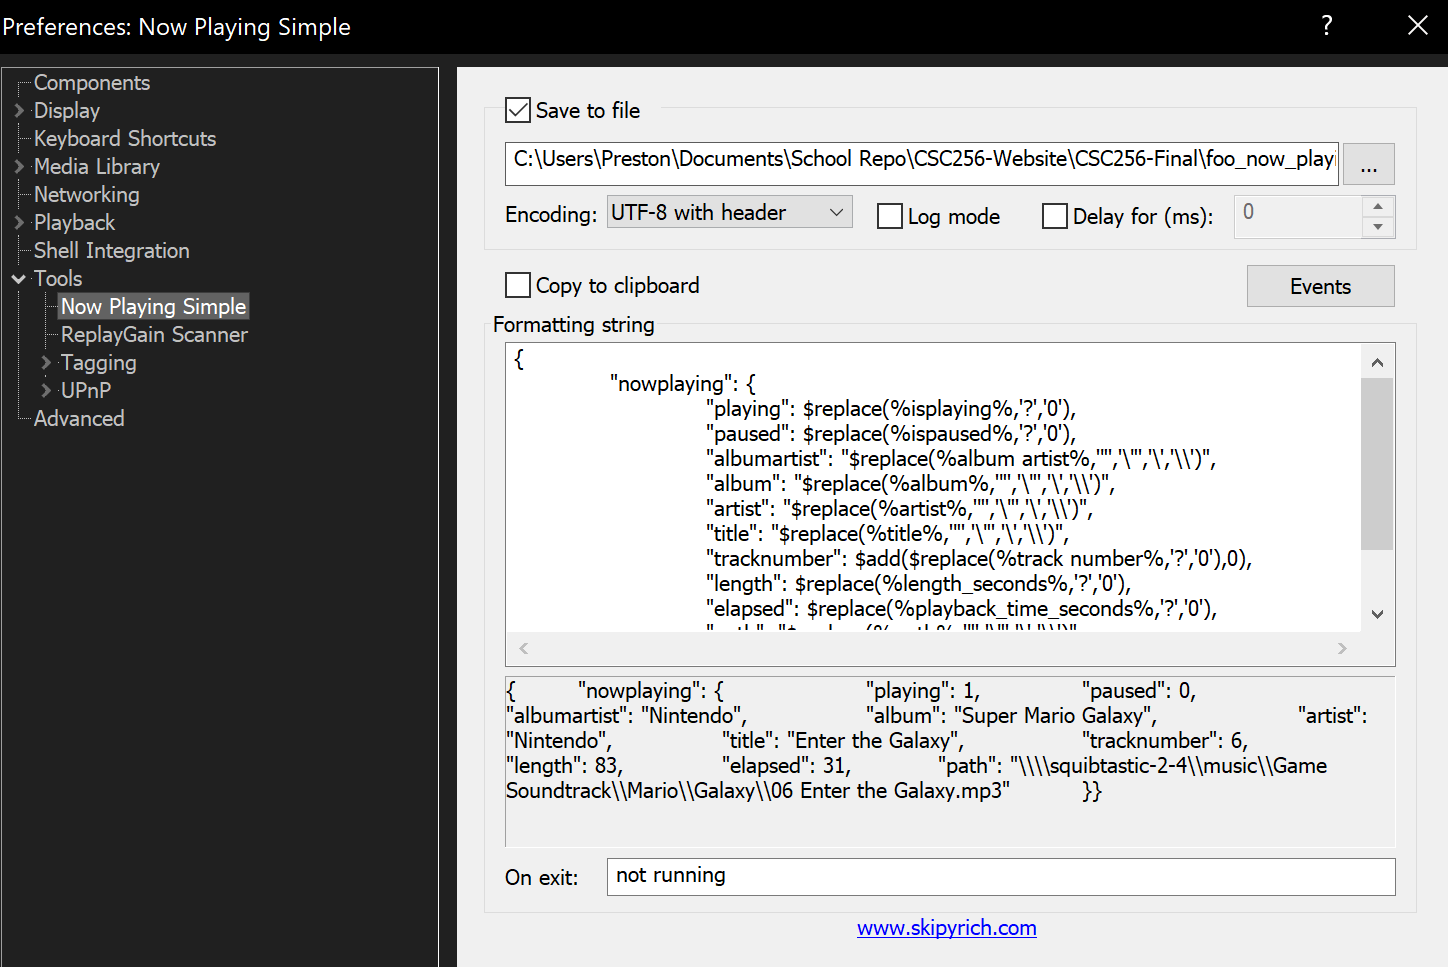 Preferences: Now Playing Simple
?
Components
Display
Keyboard Shortcuts
Media Library
Networking
Playback
Shell Integration
Tools
Now Playing Simple
ReplayGain Scanner
Tagging
UPnP
Advanced
Save to file
C:\Users\Preston\Documents\School Repo\CSC256-Website\CSC256-Final\foo_now_playi
...
Encoding: UTF-8 with header Log mode Delay for (ms): 0
Copy to clipboard
Events
Formatting string
{
"nowplaying": {
"playing": $replace(%isplaying%,'?','0'),
"paused": $replace(%ispaused%,'?','0'),
"albumartist": "$replace(%album artist%,'"','\"','\','\\')",
"album": "$replace(%album%,'"','\"','\','\\')",
"artist": "$replace(%artist%,'"','\"','\','\\')",
"title": "$replace(%title%,'"','\"','\','\\')",
"tracknumber": $add($replace(%track number%,'?','0'),0),
"length": $replace(%length_seconds%,'?','0'),
"elapsed": $replace(%playback_time_seconds%,'?','0'),
{ "nowplaying": { "playing": 1, "paused": 0,
"albumartist": "Nintendo", "album": "Super Mario Galaxy", "artist":
"Nintendo", "title": "Enter the Galaxy", "tracknumber": 6,
"length": 83, "elapsed": 31, "path": "\\\\squibtastic-2-4\\music\\Game
Soundtrack\\Mario\\Galaxy\\06 Enter the Galaxy.mp3" }}
On exit: not running
www.skipyrich.com